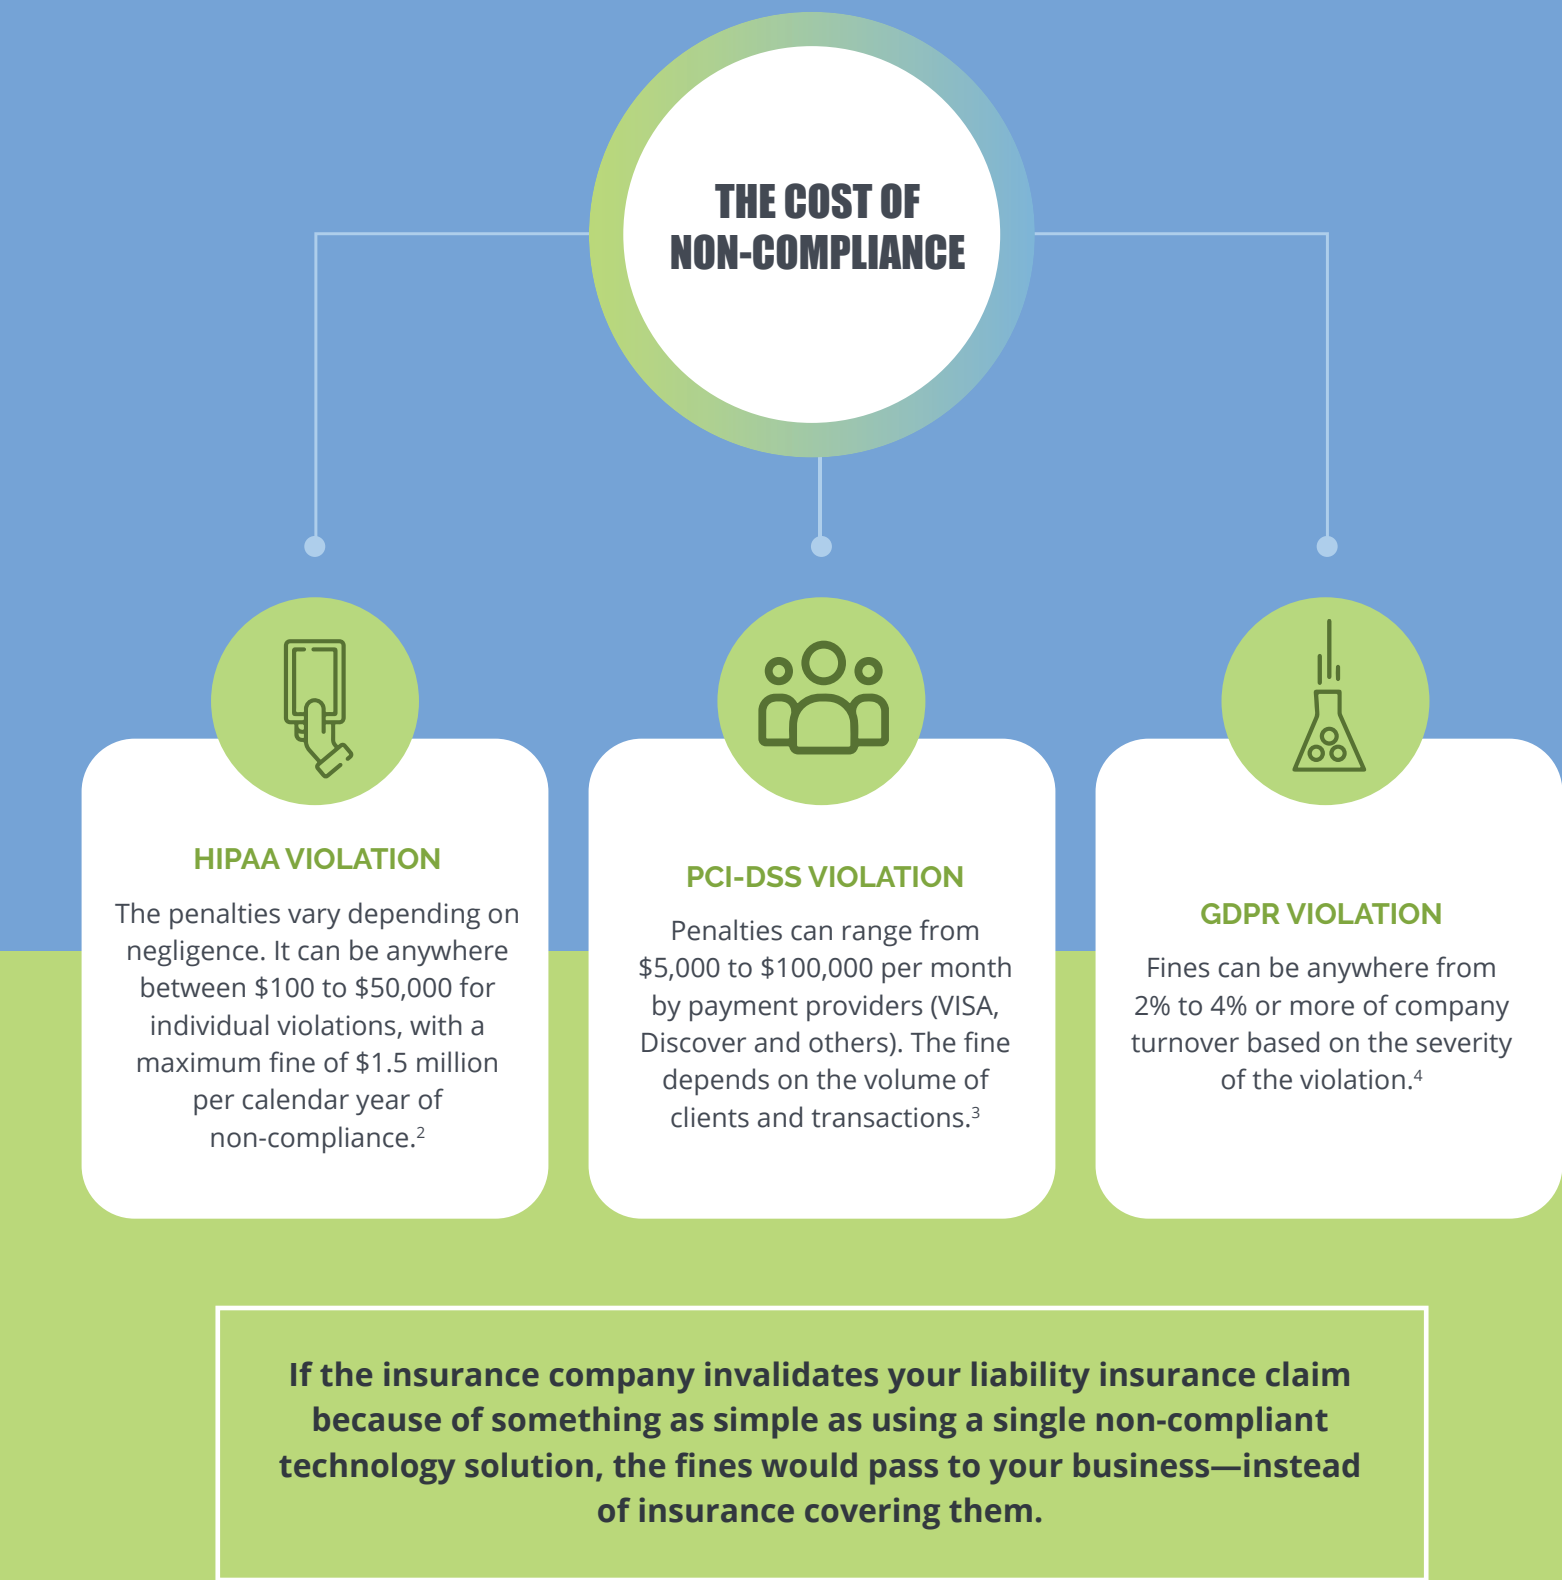 THE COST OF
NON-COMPLIANCE
HIPAA VIOLATION
The penalties vary depending on
negligence. It can be anywhere
between $100 to $50,000 for
individual violations, with a
maximum fine of $1.5 million
per calendar year of
non-compliance.2
PCI-DSS VIOLATION
Penalties can range from
$5,000 to $100,000 per month
by payment providers (VISA,
Discover and others). The fine
depends on the volume of
clients and transactions.3
GDPR VIOLATION
Fines can be anywhere from
2% to 4% or more of company
turnover based on the severity
of the violation.4
If the insurance company invalidates your liability insurance claim
because of something as simple as using a single non-compliant
technology solution, the fines would pass to your business—instead
of insurance covering them.